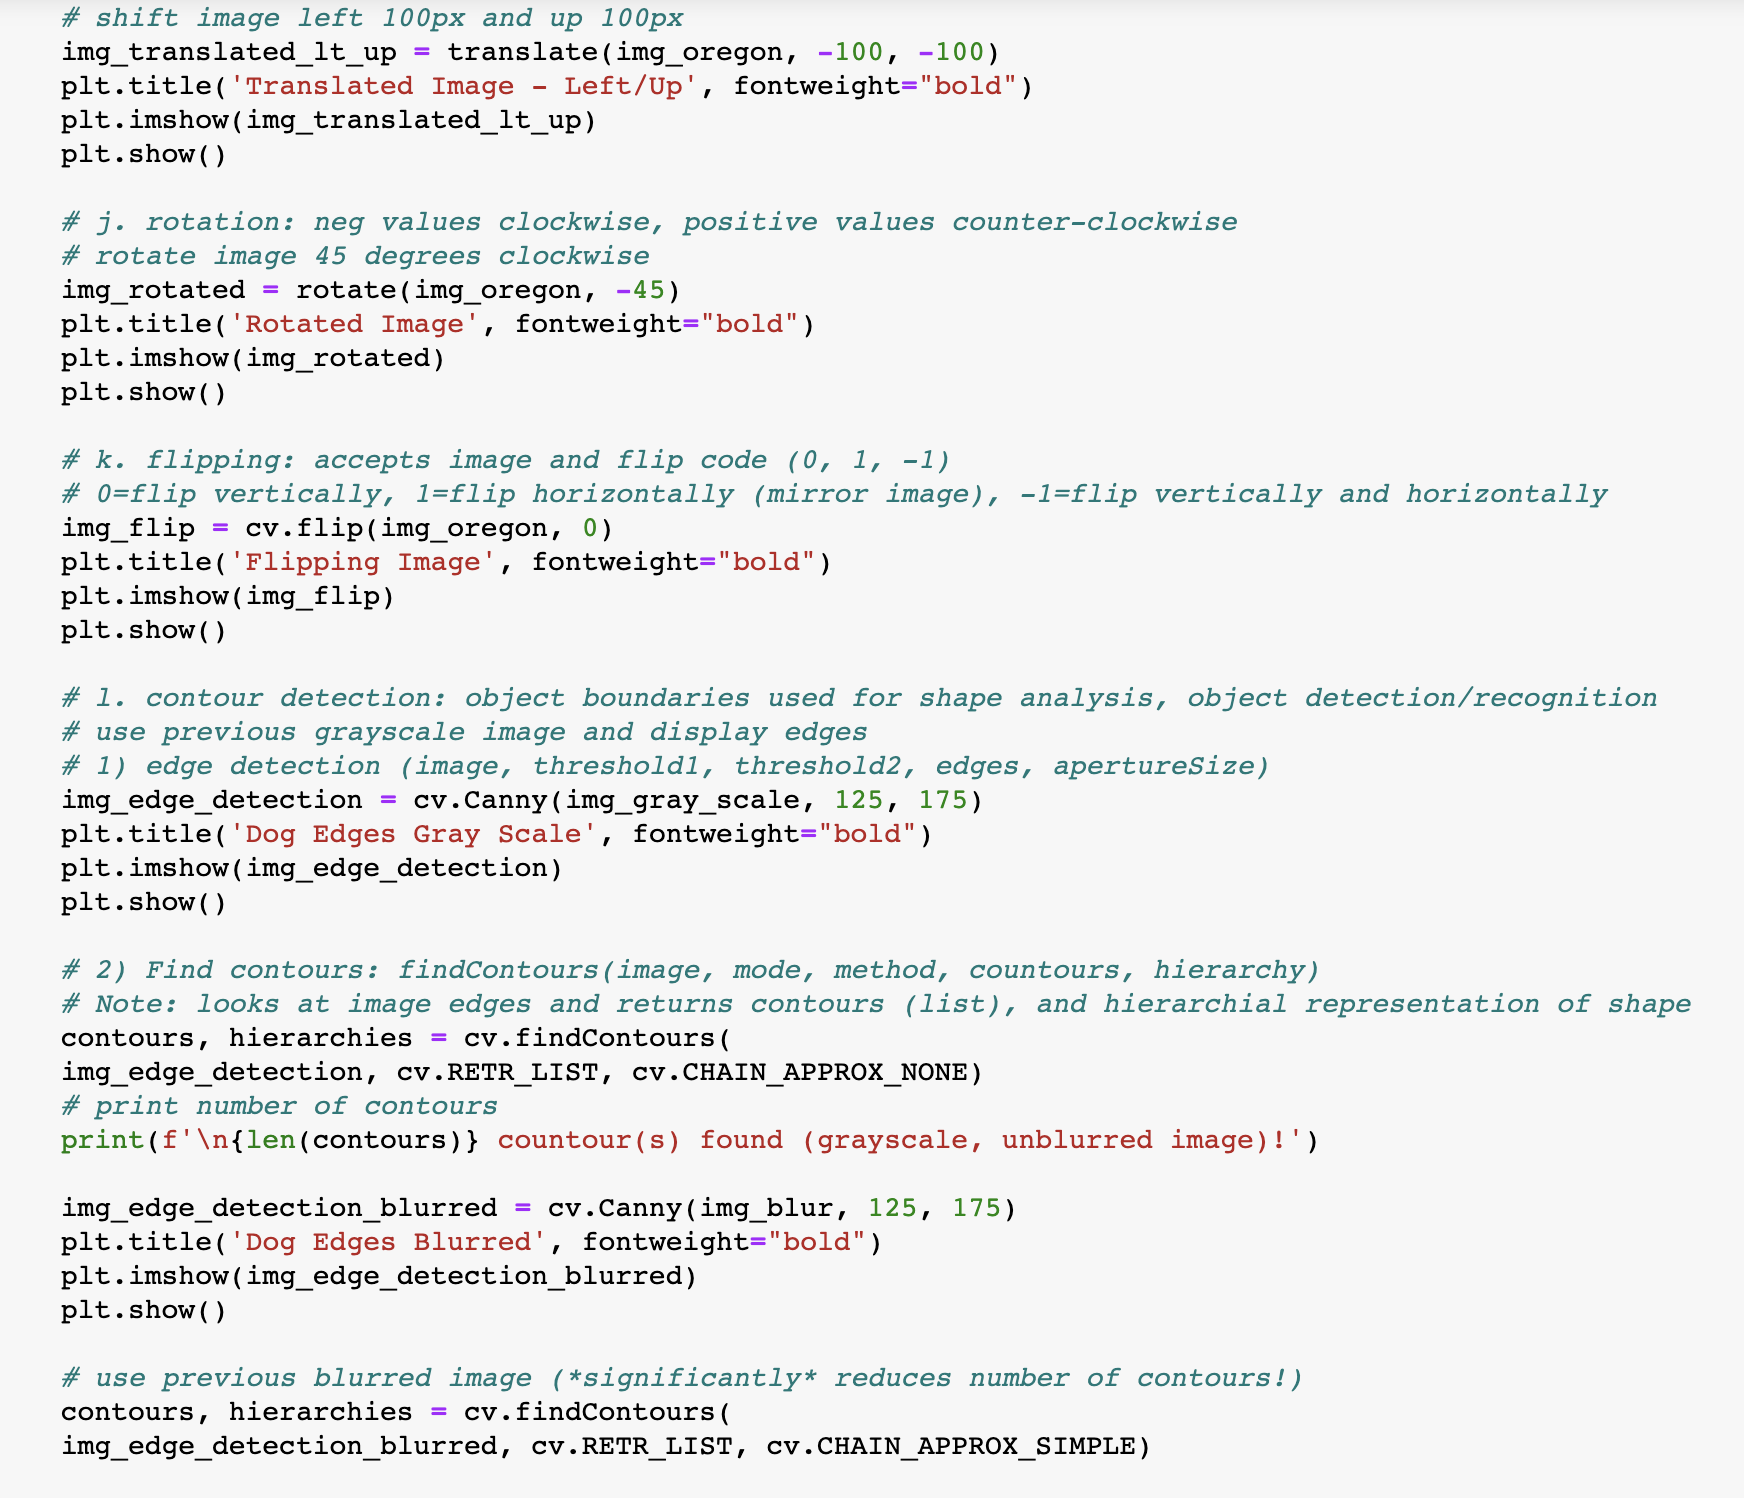 # shift image left 100px and up 100px
img_translated_lt_up = translate(img_oregon, -100, -100)
plt.title('Translated Image - Left/Up', fontweight="bold")
plt.imshow(img_translated_lt_up)
plt.show()

# j. rotation: neg values clockwise, positive values counter-clockwise
# rotate image 45 degrees clockwise
img_rotated = rotate(img_oregon, -45)
plt.title('Rotated Image', fontweight="bold")
plt.imshow(img_rotated)
plt.show()

# k. flipping: accepts image and flip code (0, 1, -1)
# 0=flip vertically, 1=flip horizontally (mirror image), -1=flip vertically and horizontally
img_flip = cv.flip(img_oregon, 0)
plt.title('Flipping Image', fontweight="bold")
plt.imshow(img_flip)
plt.show()

# l. contour detection: object boundaries used for shape analysis, object detection/recognition
# use previous grayscale image and display edges
# 1) edge detection (image, threshold1, threshold2, edges, apertureSize)
img_edge_detection = cv.Canny(img_gray_scale, 125, 175)
plt.title('Dog Edges Gray Scale', fontweight="bold")
plt.imshow(img_edge_detection)
plt.show()

# 2) Find contours: findContours(image, mode, method, countours, hierarchy)
# Note: looks at image edges and returns contours (list), and hierarchial representation of shape
contours, hierarchies = cv.findContours(
img_edge_detection, cv.RETR_LIST, cv.CHAIN_APPROX_NONE)
# print number of contours
print(f'\n{len(contours)} countour(s) found (grayscale, unblurred image)!')

img_edge_detection_blurred = cv.Canny(img_blur, 125, 175)
plt.title('Dog Edges Blurred', fontweight="bold")
plt.imshow(img_edge_detection_blurred)
plt.show()

# use previous blurred image (*significantly* reduces number of contours!)
contours, hierarchies = cv.findContours(
img_edge_detection_blurred, cv.RETR_LIST, cv.CHAIN_APPROX_SIMPLE)